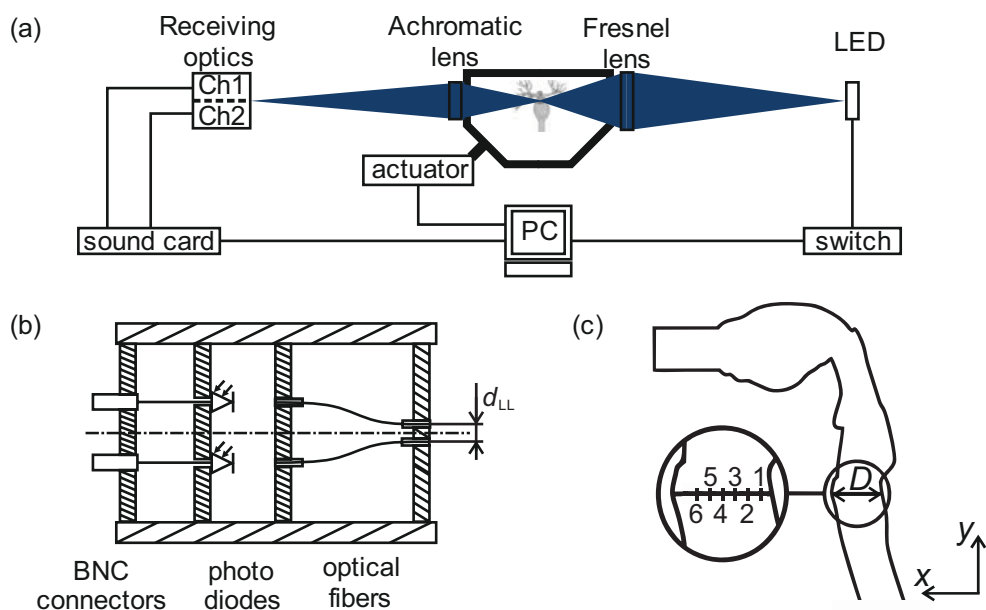 (a)
Receiving
optics
Ch1
Ch2
Achromatic
lens
Fresnel
lens
LED
actuator
sound card
PC
switch
(b)
d_LL
BNC
connectors
photo
diodes
optical
fibers
(c)
5 3 1
6 4 2
D
y
x